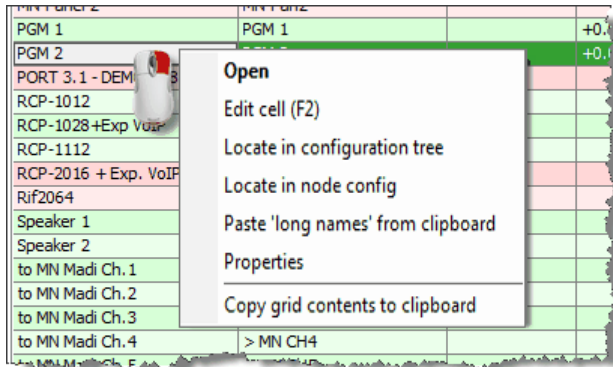 PGM 1 PGM 1 +0.
PGM 2 +0.
PORT 3.1 - DEM
RCP-1012
RCP-1028+Exp VoIP
RCP-1112
RCP-2016 + Exp. VoIP
Rif2064
Speaker 1
Speaker 2
to MN Madi Ch.1
to MN Madi Ch.2
to MN Madi Ch.3
to MN Madi Ch.4 > MN CH4
Open
Edit cell (F2)
Locate in configuration tree
Locate in node config
Paste 'long names' from clipboard
Properties
Copy grid contents to clipboard